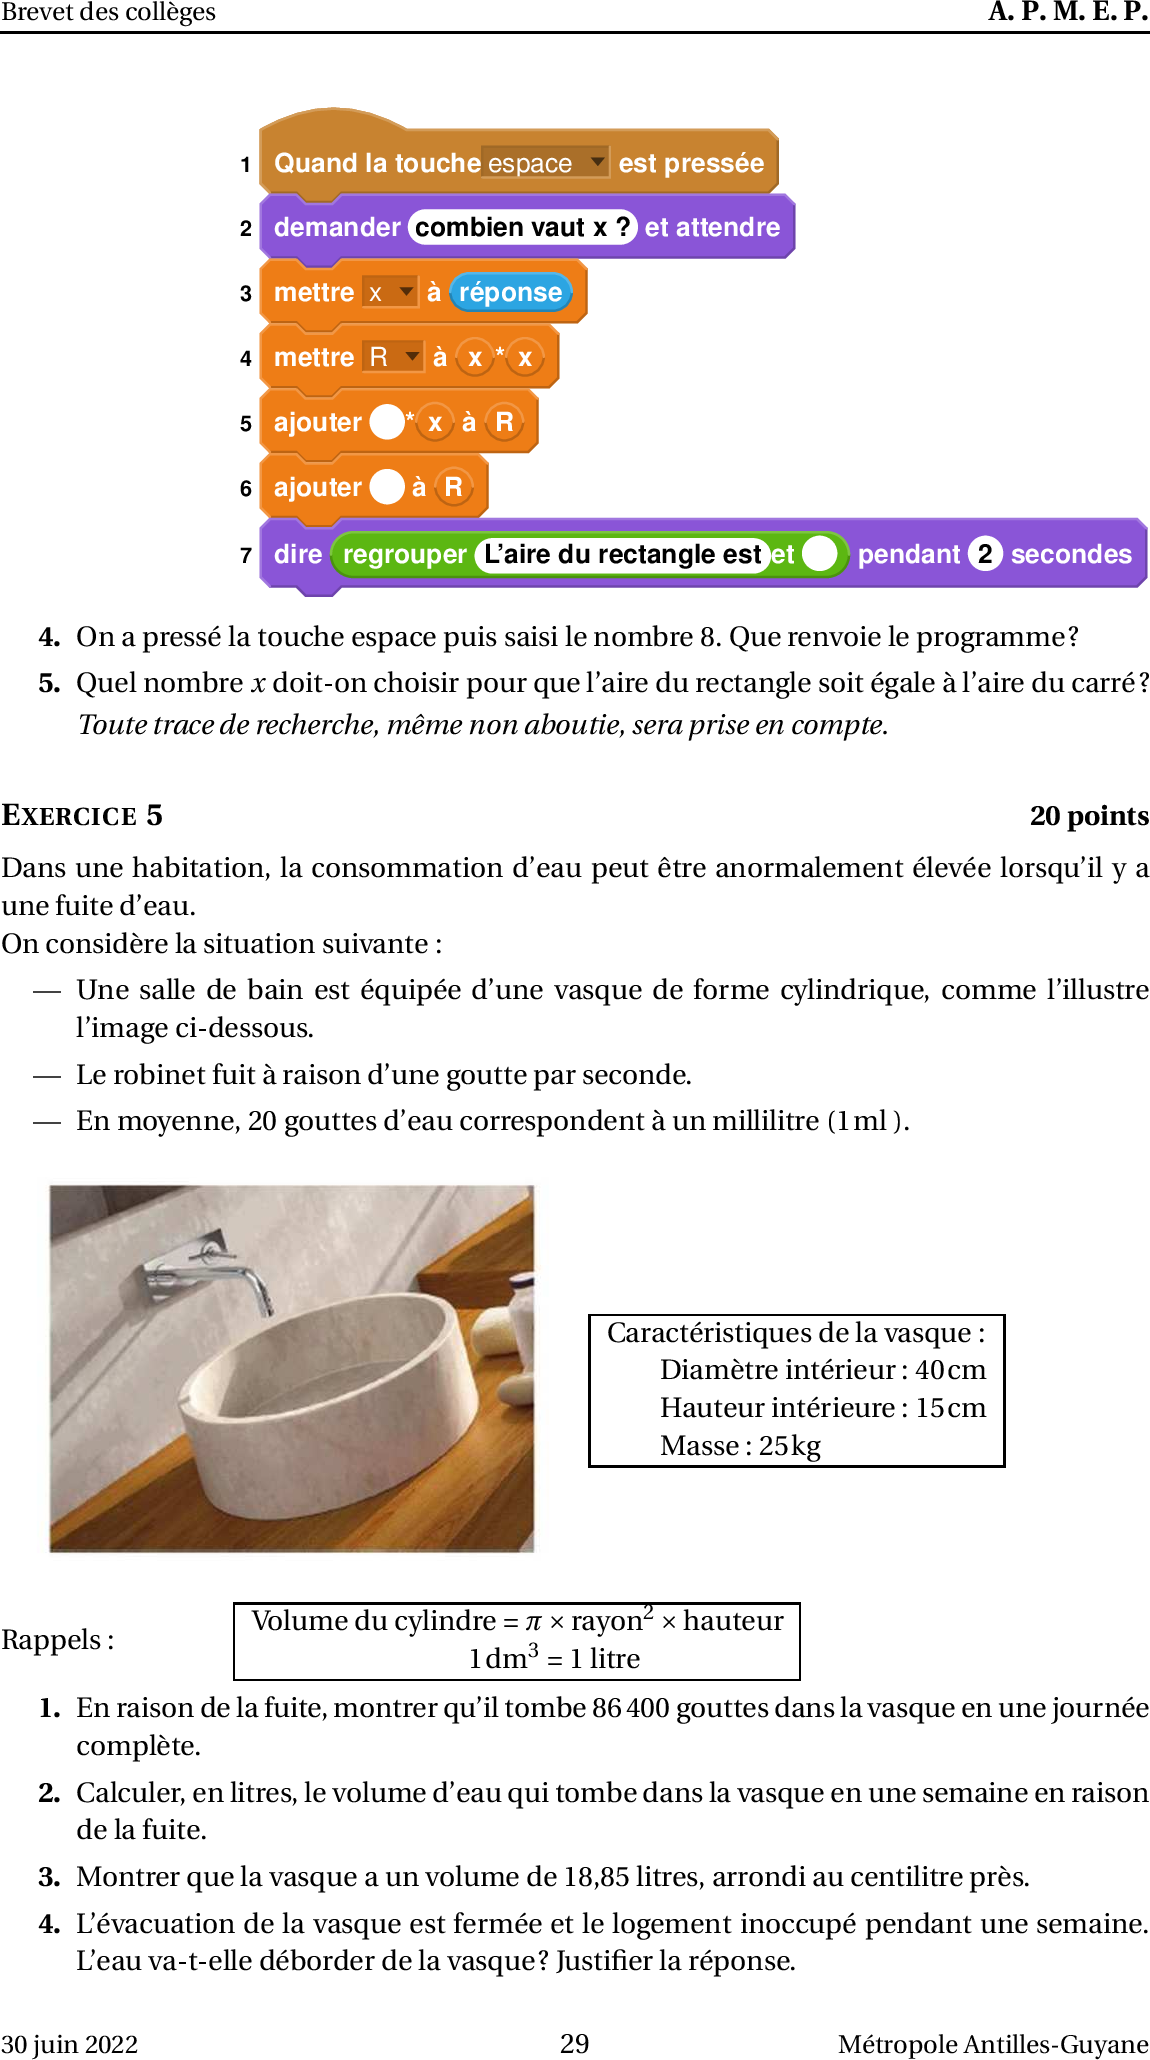 Brevet des collèges A. P. M. E. P.
1 Quand la touche espace est pressée
2 demander combien vaut x ? et attendre
3 mettre x à réponse
4 mettre R à x * x
5 ajouter * x à R
6 ajouter à R
7 dire regrouper L'aire du rectangle est et pendant 2 secondes
4. On a pressé la touche espace puis saisi le nombre 8. Que renvoie le programme ?
5. Quel nombre x doit-on choisir pour que l'aire du rectangle soit égale à l'aire du carré ?
Toute trace de recherche, même non aboutie, sera prise en compte.
EXERCICE 5 20 points
Dans une habitation, la consommation d'eau peut être anormalement élevée lorsqu'il y a
une fuite d'eau.
On considère la situation suivante :
— Une salle de bain est équipée d'une vasque de forme cylindrique, comme l'illustre
l'image ci-dessous.
— Le robinet fuit à raison d'une goutte par seconde.
— En moyenne, 20 gouttes d'eau correspondent à un millilitre (1 ml ).
Caractéristiques de la vasque :
Diamètre intérieur : 40 cm
Hauteur intérieure : 15 cm
Masse : 25 kg
Rappels :
Volume du cylindre = π × rayon² × hauteur
1 dm³ = 1 litre
1. En raison de la fuite, montrer qu'il tombe 86 400 gouttes dans la vasque en une journée
complète.
2. Calculer, en litres, le volume d'eau qui tombe dans la vasque en une semaine en raison
de la fuite.
3. Montrer que la vasque a un volume de 18,85 litres, arrondi au centilitre près.
4. L'évacuation de la vasque est fermée et le logement inoccupé pendant une semaine.
L'eau va-t-elle déborder de la vasque ? Justifier la réponse.
30 juin 2022 29 Métropole Antilles-Guyane